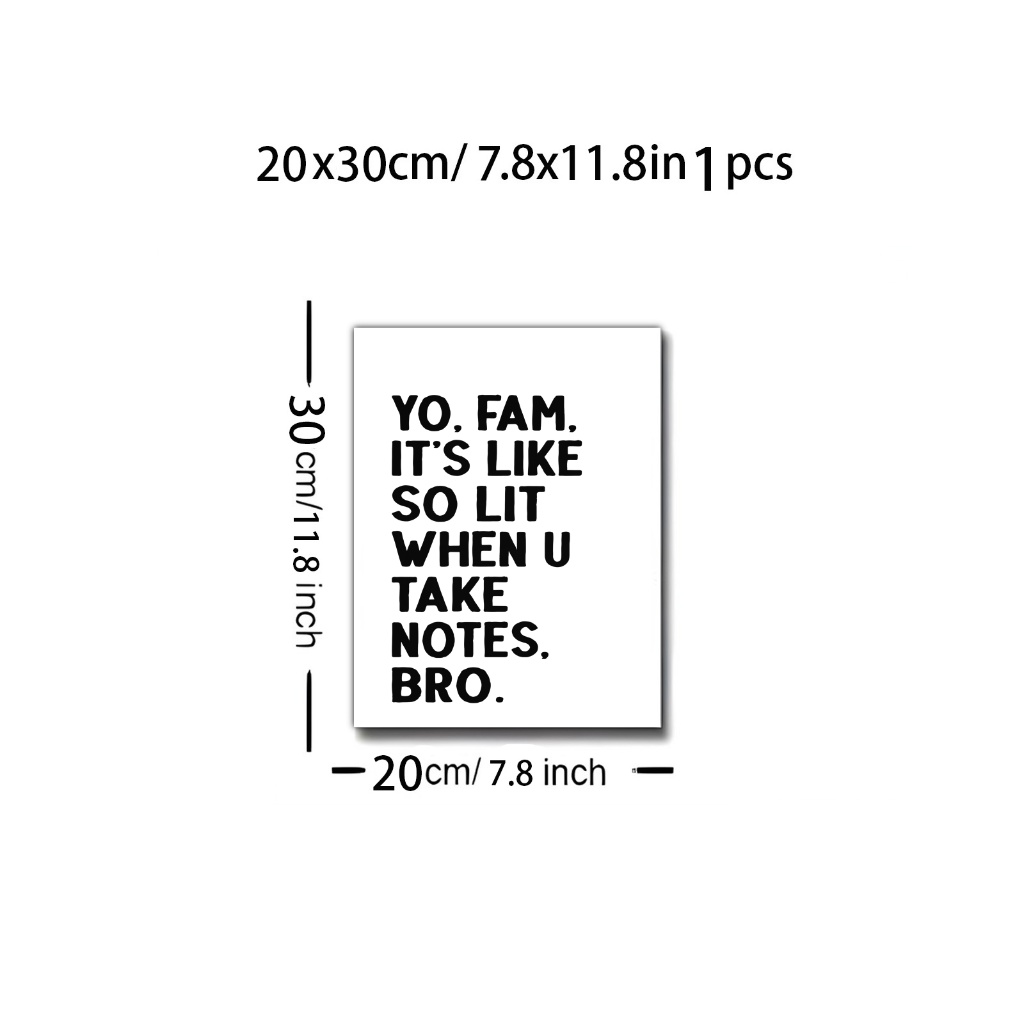 20x30cm/ 7.8x11.8in 1 pcs
30cm/11.8 inch
YO, FAM,
IT'S LIKE
SO LIT
WHEN U
TAKE
NOTES,
BRO.
20cm/ 7.8 inch